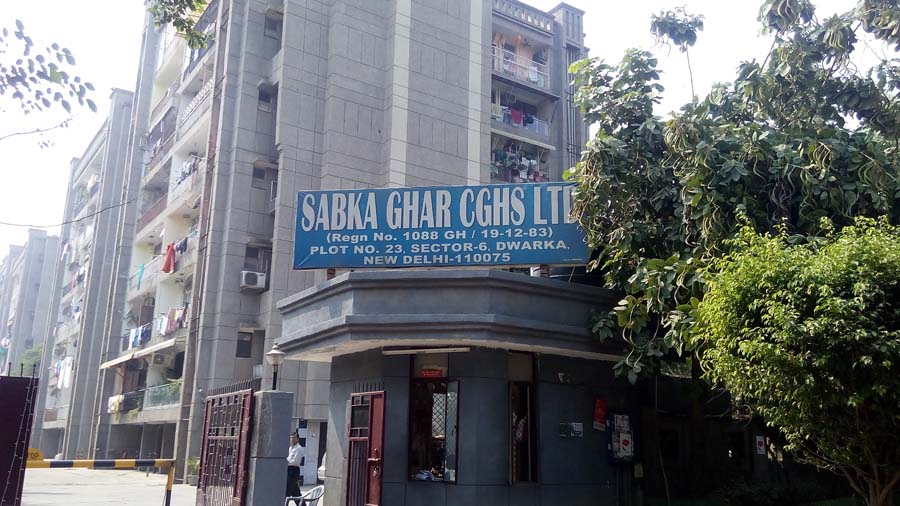 SABKA GHAR CGHS LTD
(Regn No. 1088 GH / 19-12-83)
PLOT NO. 23, SECTOR-6, DWARKA,
NEW DELHI-110075
STOP